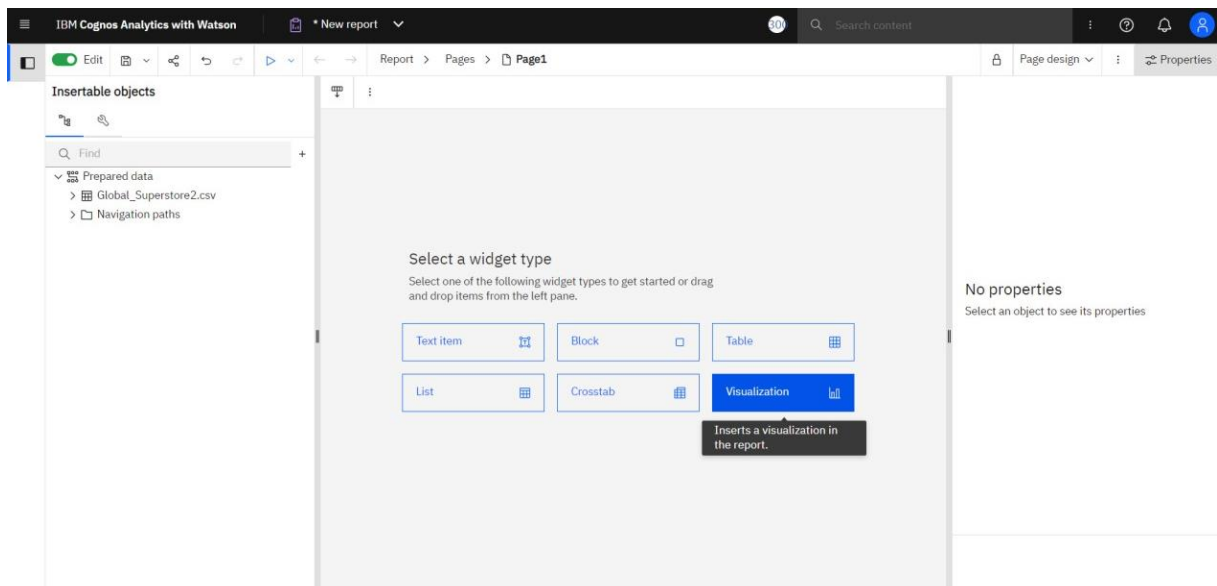 IBM Cognos Analytics with Watson
* New report
Search content
Edit
Report > Pages > Page1
Page design
Properties
Insertable objects
Find
Prepared data
Global_Superstore2.csv
Navigation paths
Select a widget type
Select one of the following widget types to get started or drag
and drop items from the left pane.
Text item
Block
Table
List
Crosstab
Visualization
Inserts a visualization in
the report.
No properties
Select an object to see its properties